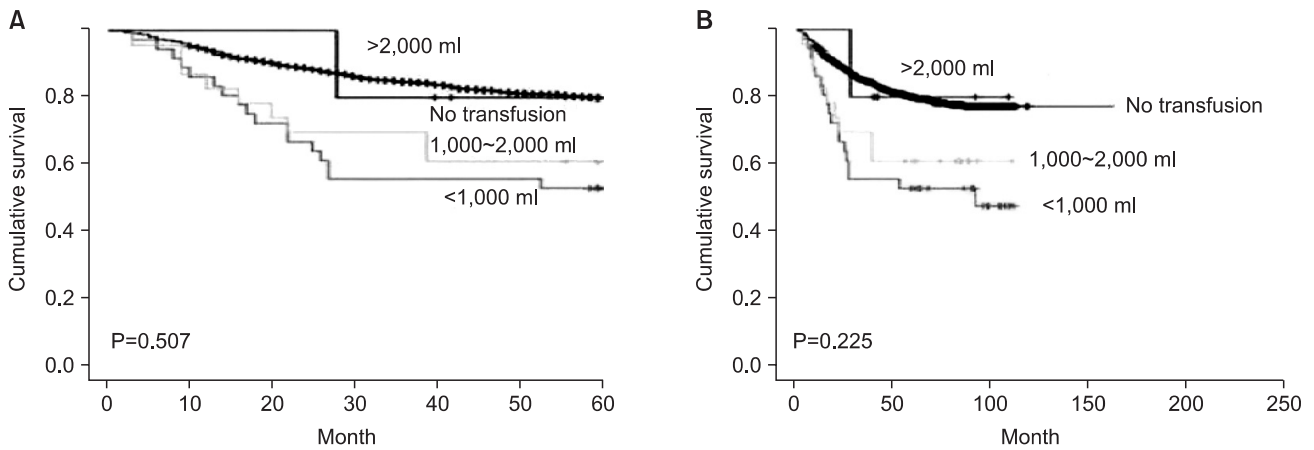 A
Cumulative survival
0.8
0.6
0.4
0.2
0.0
>2,000 ml
No transfusion
1,000~2,000 ml
<1,000 ml
P=0.507
0 10 20 30 40 50 60
Month
B
Cumulative survival
0.8
0.6
0.4
0.2
0.0
>2,000 ml
No transfusion
1,000~2,000 ml
<1,000 ml
P=0.225
0 50 100 150 200 250
Month